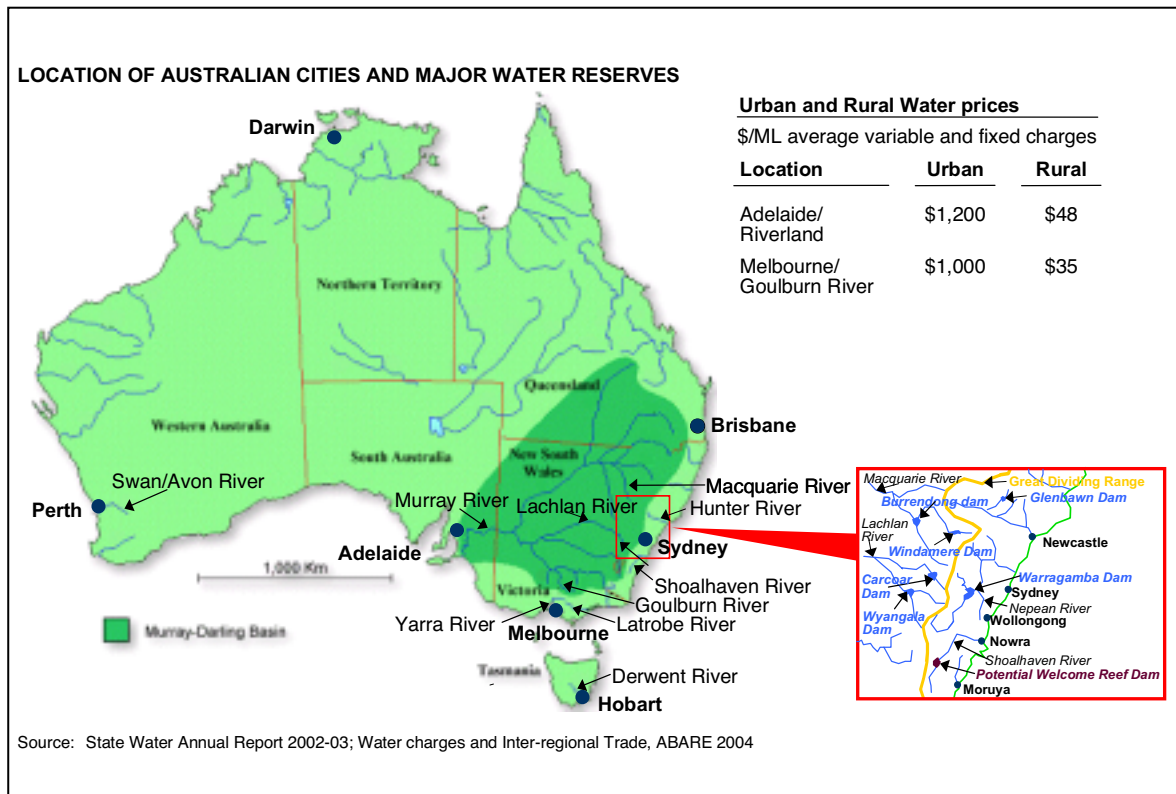 LOCATION OF AUSTRALIAN CITIES AND MAJOR WATER RESERVES
Urban and Rural Water prices
$/ML average variable and fixed charges
Location Urban Rural
Adelaide/
Riverland
$1,200 $48
Melbourne/
Goulburn River
$1,000 $35
Darwin
Northern Territory
Queensland
Western Australia
South Australia
Brisbane
New South
Wales
Swan/Avon River
Perth
Murray River
Lachlan River
Macquarie River
Hunter River
Adelaide
Sydney
1,000 Km
Shoalhaven River
Victoria
Goulburn River
Yarra River
Melbourne
Latrobe River
Murray-Darling Basin
Tasmania
Derwent River
Hobart
Macquarie River
Great Dividing Range
Burrendong dam
Glenbawn Dam
Lachlan
River
Newcastle
Windamere Dam
Carcoar
Dam
Warragamba Dam
Sydney
Nepean River
Wyangala
Dam
Wollongong
Nowra
Shoalhaven River
Potential Welcome Reef Dam
Moruya
Source: State Water Annual Report 2002-03; Water charges and Inter-regional Trade, ABARE 2004